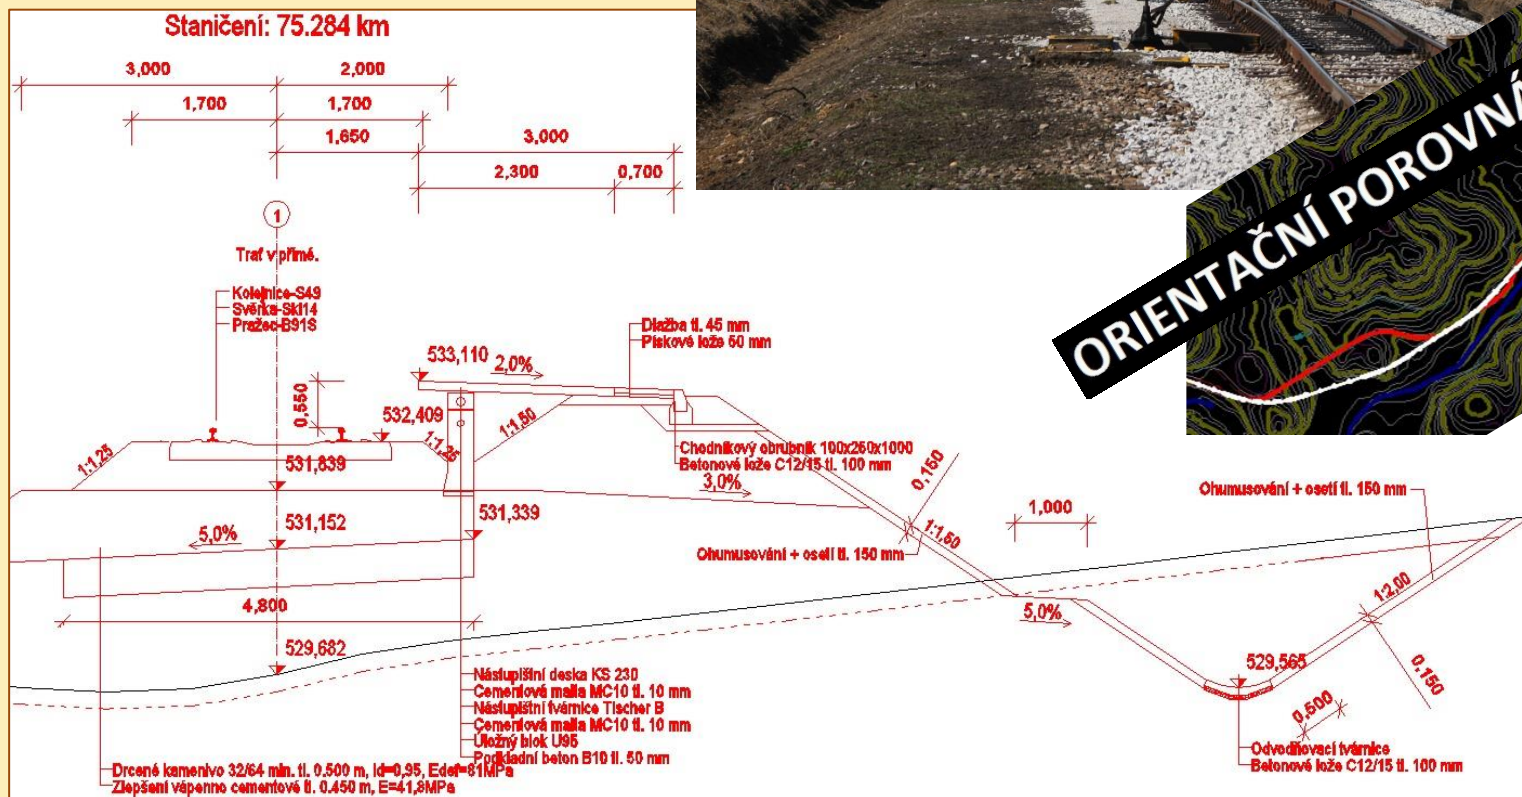 Staničení: 75.284 km
3,000
2,000
1,700
1,700
1,650
3,000
2,300
0,700
1
Trať v přímé.
Kolejnice-S49
Svěrka-Skl14
Pražec-B91S
Dlažba tl. 45 mm
Pískové lože 50 mm
533,110
2,0%
0,550
532,409
1:1,25
1:1,25
1:1,50
Chodníkový obrubník 100x250x1000
Betonové lože C12/15 tl. 100 mm
531,839
3,0%
531,152
531,339
5,0%
0,150
1:1,50
1,000
Ohumusování + osetí tl. 150 mm
Ohumusování + osetí tl. 150 mm
4,800
5,0%
1:2,00
529,682
529,565
0,150
0,500
Nástupištní deska KS 230
Cementová malta MC10 tl. 10 mm
Nástupištní tvárnice Tischer B
Cementová malta MC10 tl. 10 mm
Úložný blok U95
Podkladní beton B10 tl. 50 mm
Odvodňovací tvárnice
Betonové lože C12/15 tl. 100 mm
Drcené kamenivo 32/64 min. tl. 0.500 m, Id=0,95, Edef=81MPa
Zlepšení vápenno cementové tl. 0.450 m, E=41,8MPa
ORIENTAČNÍ POROVNÁ